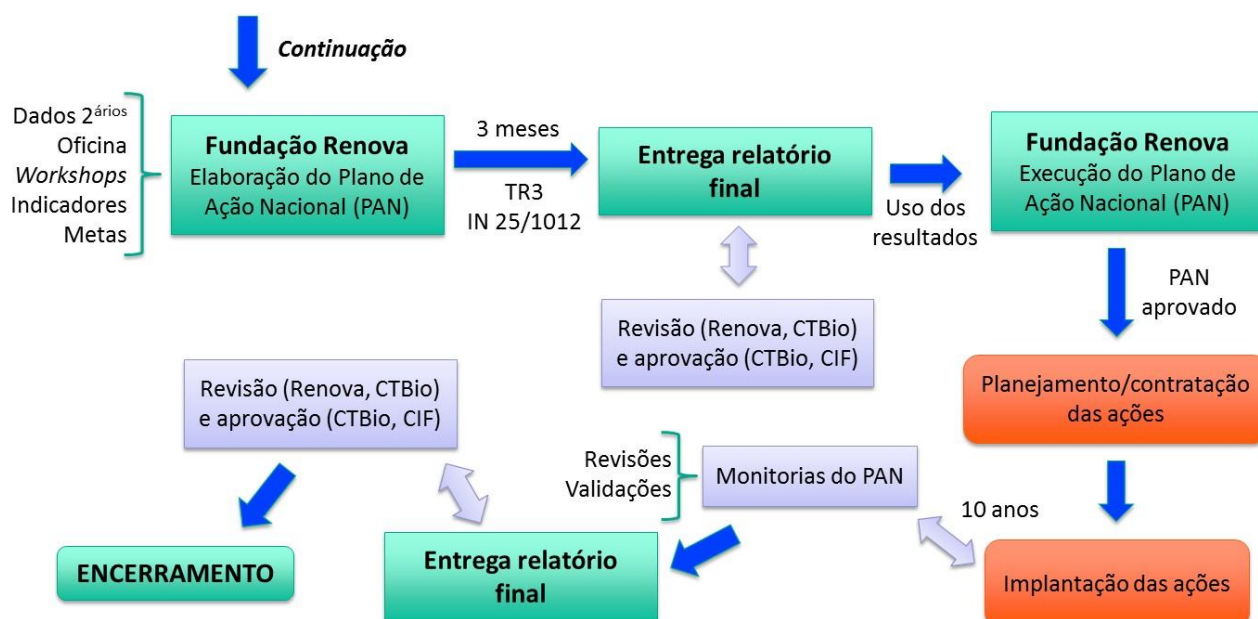 Continuação
Dados 2ários
Oficina
Workshops
Indicadores
Metas
Fundação Renova
Elaboração do Plano de
Ação Nacional (PAN)
3 meses
TR3
IN 25/1012
Entrega relatório
final
Uso dos
resultados
Fundação Renova
Execução do Plano de
Ação Nacional (PAN)
PAN
aprovado
Revisão (Renova, CTBio)
e aprovação (CTBio, CIF)
Planejamento/contratação
das ações
Implantação das ações
10 anos
Monitorias do PAN
Revisões
Validações
Entrega relatório
final
Revisão (Renova, CTBio)
e aprovação (CTBio, CIF)
ENCERRAMENTO